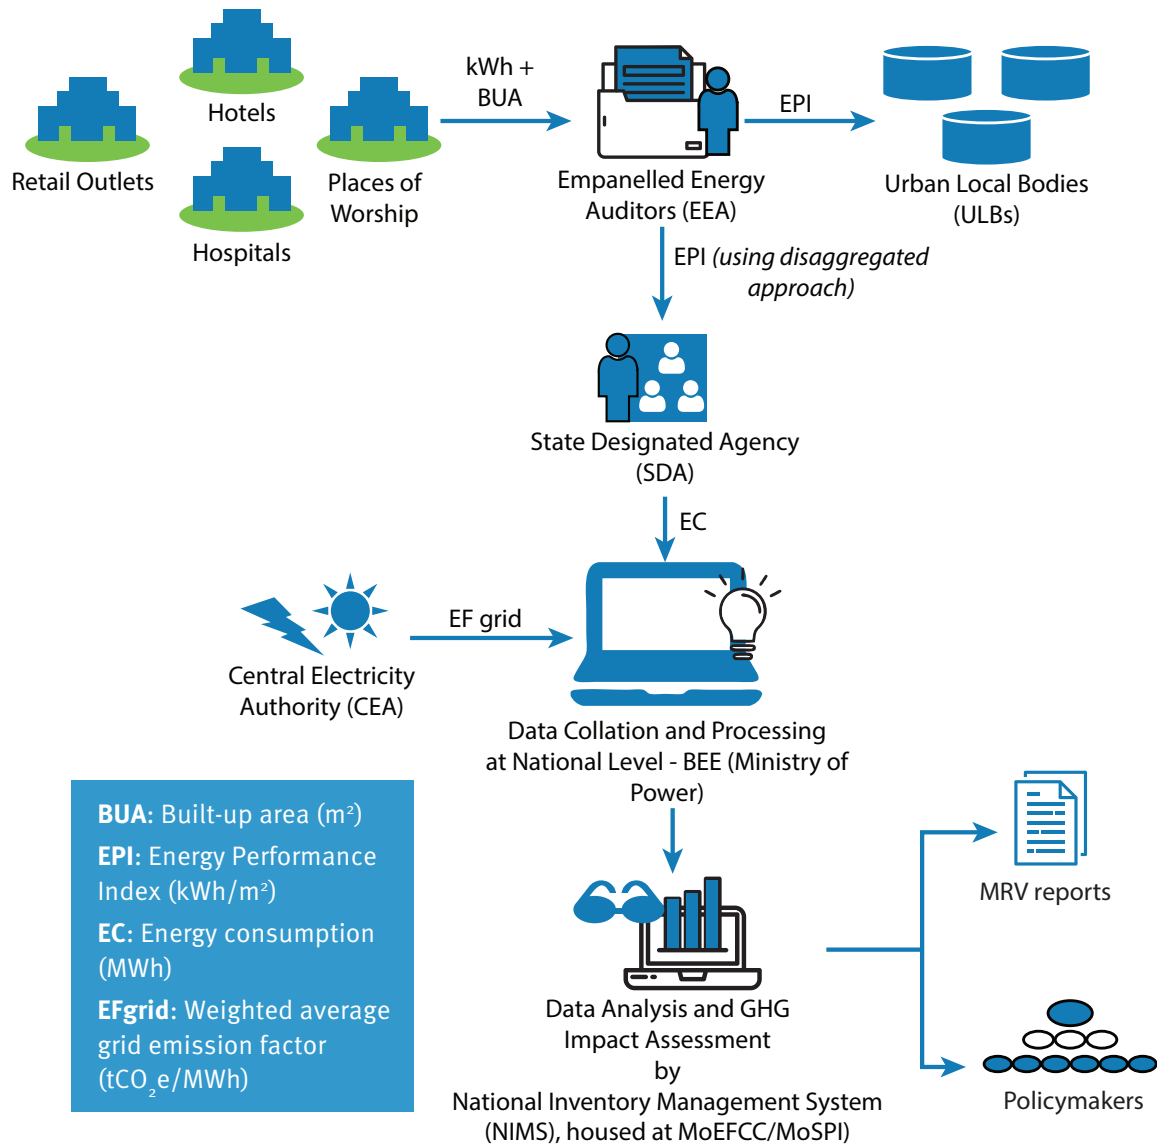 Hotels
Retail Outlets
Hospitals
Places of
Worship
kWh +
BUA
Empanelled Energy
Auditors (EEA)
EPI
Urban Local Bodies
(ULBs)
EPI (using disaggregated
approach)
State Designated Agency
(SDA)
EC
EF grid
Central Electricity
Authority (CEA)
Data Collation and Processing
at National Level - BEE (Ministry of
Power)
BUA: Built-up area (m²)
EPI: Energy Performance
Index (kWh/m²)
EC: Energy consumption
(MWh)
EFgrid: Weighted average
grid emission factor
(tCO₂e/MWh)
Data Analysis and GHG
Impact Assessment
by
National Inventory Management System
(NIMS), housed at MoEFCC/MoSPI)
MRV reports
Policymakers